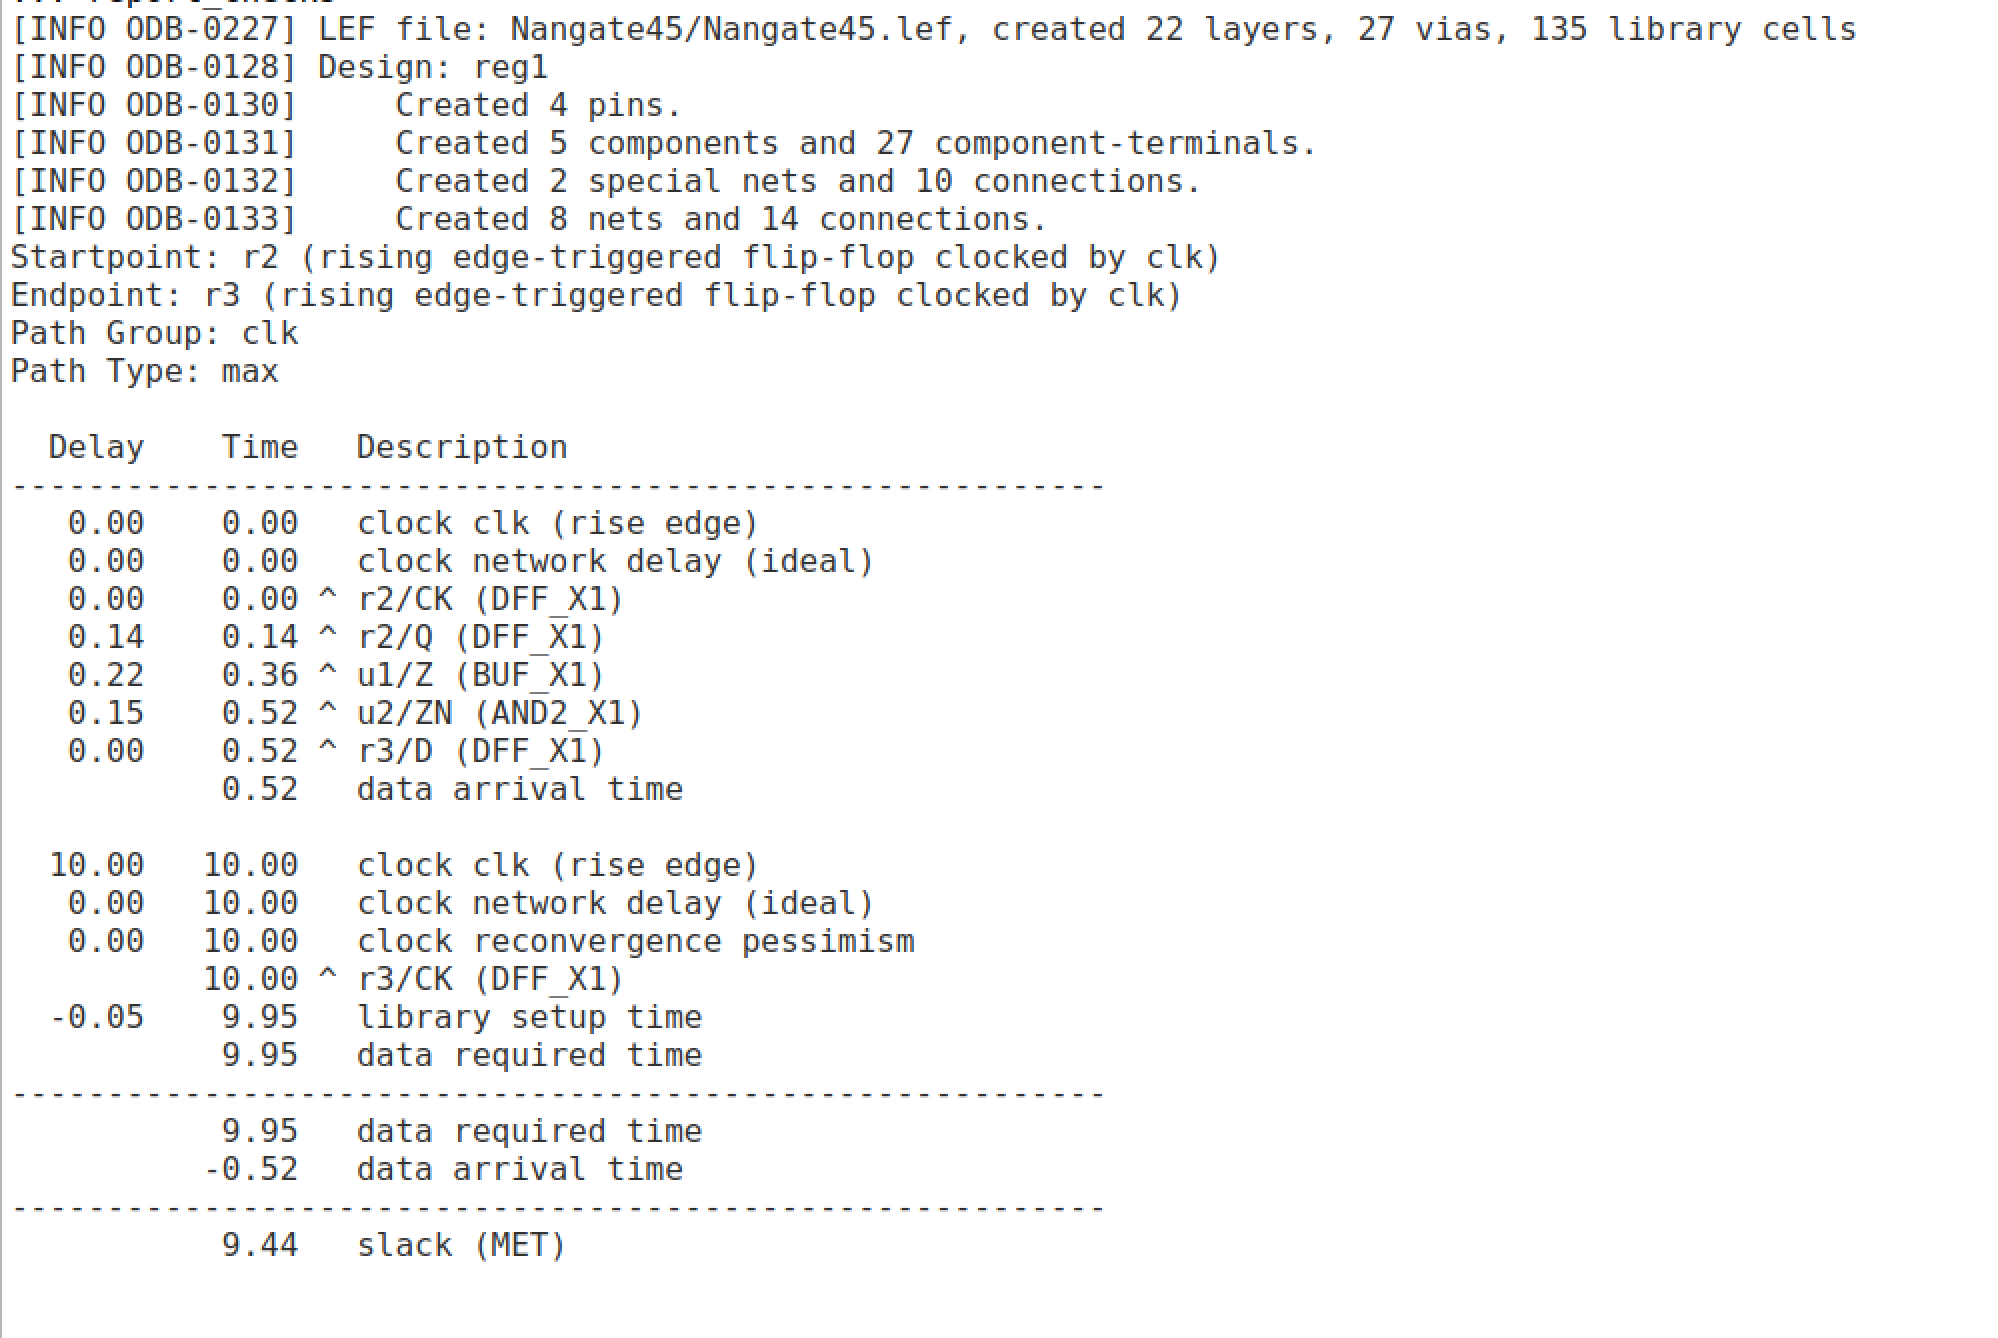 [INFO ODB-0227] LEF file: Nangate45/Nangate45.lef, created 22 layers, 27 vias, 135 library cells
[INFO ODB-0128] Design: reg1
[INFO ODB-0130]     Created 4 pins.
[INFO ODB-0131]     Created 5 components and 27 component-terminals.
[INFO ODB-0132]     Created 2 special nets and 10 connections.
[INFO ODB-0133]     Created 8 nets and 14 connections.
Startpoint: r2 (rising edge-triggered flip-flop clocked by clk)
Endpoint: r3 (rising edge-triggered flip-flop clocked by clk)
Path Group: clk
Path Type: max
  Delay    Time   Description
---------------------------------------------------------
   0.00    0.00   clock clk (rise edge)
   0.00    0.00   clock network delay (ideal)
   0.00    0.00 ^ r2/CK (DFF_X1)
   0.14    0.14 ^ r2/Q (DFF_X1)
   0.22    0.36 ^ u1/Z (BUF_X1)
   0.15    0.52 ^ u2/ZN (AND2_X1)
   0.00    0.52 ^ r3/D (DFF_X1)
           0.52   data arrival time
  10.00   10.00   clock clk (rise edge)
   0.00   10.00   clock network delay (ideal)
   0.00   10.00   clock reconvergence pessimism
          10.00 ^ r3/CK (DFF_X1)
  -0.05    9.95   library setup time
           9.95   data required time
---------------------------------------------------------
           9.95   data required time
          -0.52   data arrival time
---------------------------------------------------------
           9.44   slack (MET)